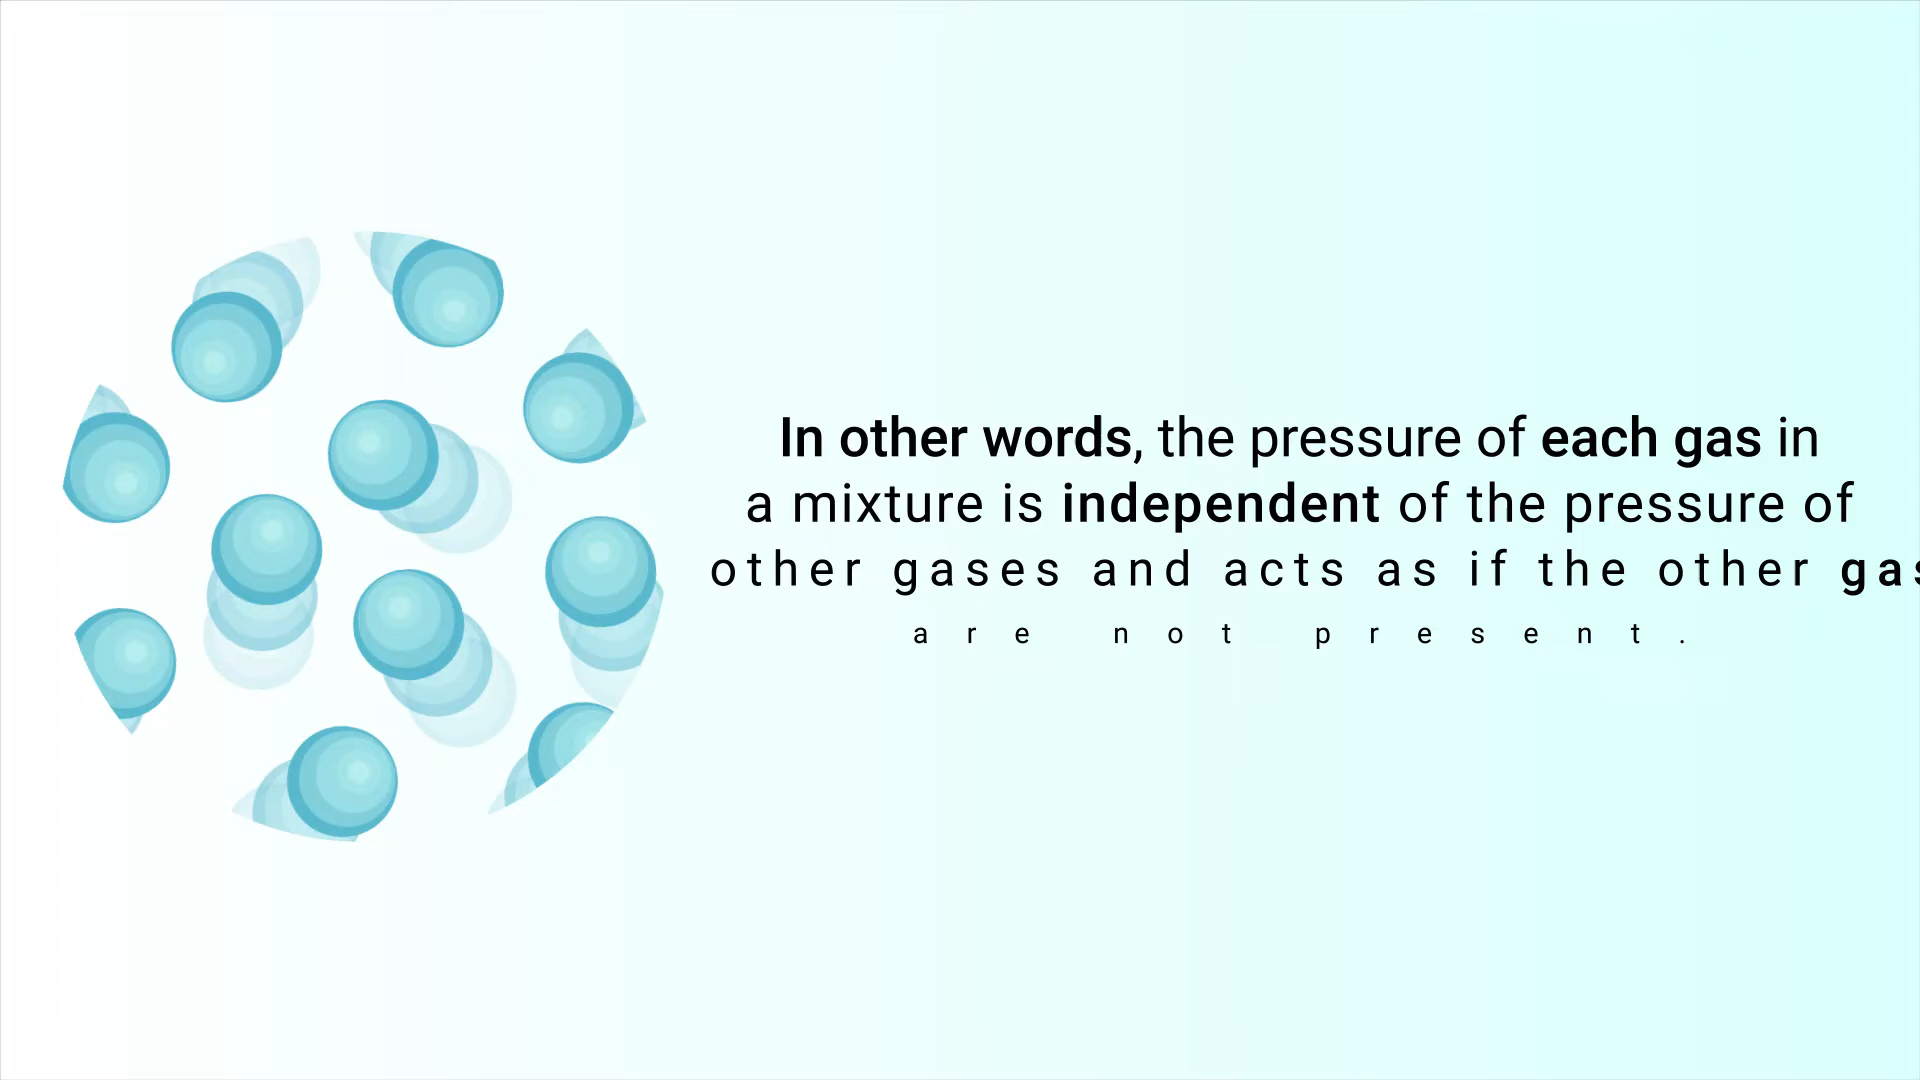 In other words, the pressure of each gas in
a mixture is independent of the pressure of
other gases and acts as if the other gas
are not present.